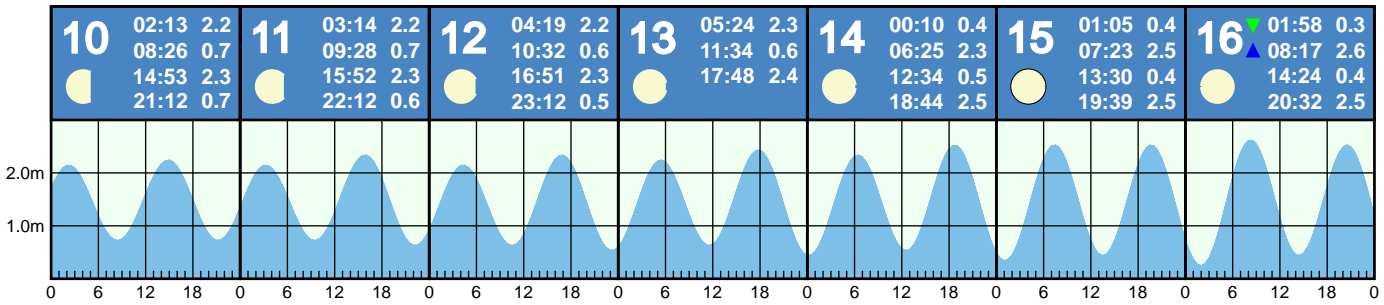 10 02:13 2.2 11 03:14 2.2 12 04:19 2.2 13 05:24 2.3 14 00:10 0.4 15 01:05 0.4 16 01:58 0.3
08:26 0.7 09:28 0.7 10:32 0.6 11:34 0.6 06:25 2.3 07:23 2.5 08:17 2.6
14:53 2.3 15:52 2.3 16:51 2.3 17:48 2.4 12:34 0.5 13:30 0.4 14:24 0.4
21:12 0.7 22:12 0.6 23:12 0.5 18:44 2.5 19:39 2.5 20:32 2.5
2.0m
1.0m
0 6 12 18 0 6 12 18 0 6 12 18 0 6 12 18 0 6 12 18 0 6 12 18 0 6 12 18 0